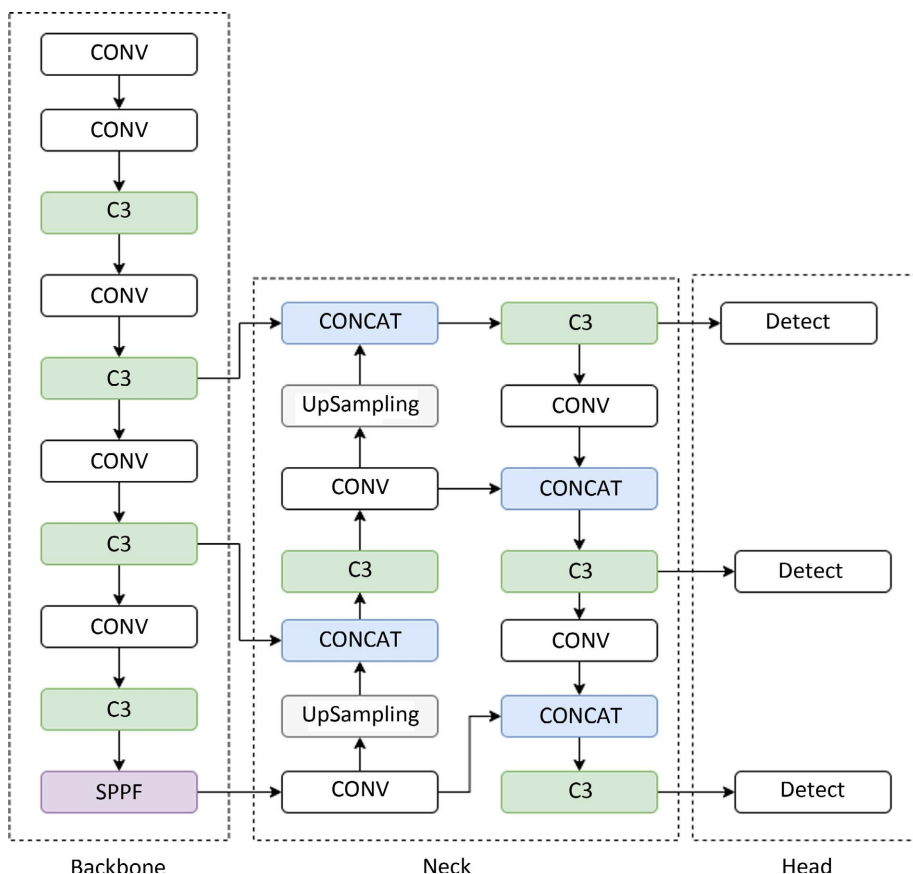 CONV
CONV
C3
CONV
C3
CONV
C3
CONV
C3
SPPF
Backbone
CONCAT
UpSampling
CONV
C3
CONCAT
UpSampling
CONV
C3
CONV
CONCAT
C3
CONV
CONCAT
C3
Neck
Detect
Detect
Detect
Head